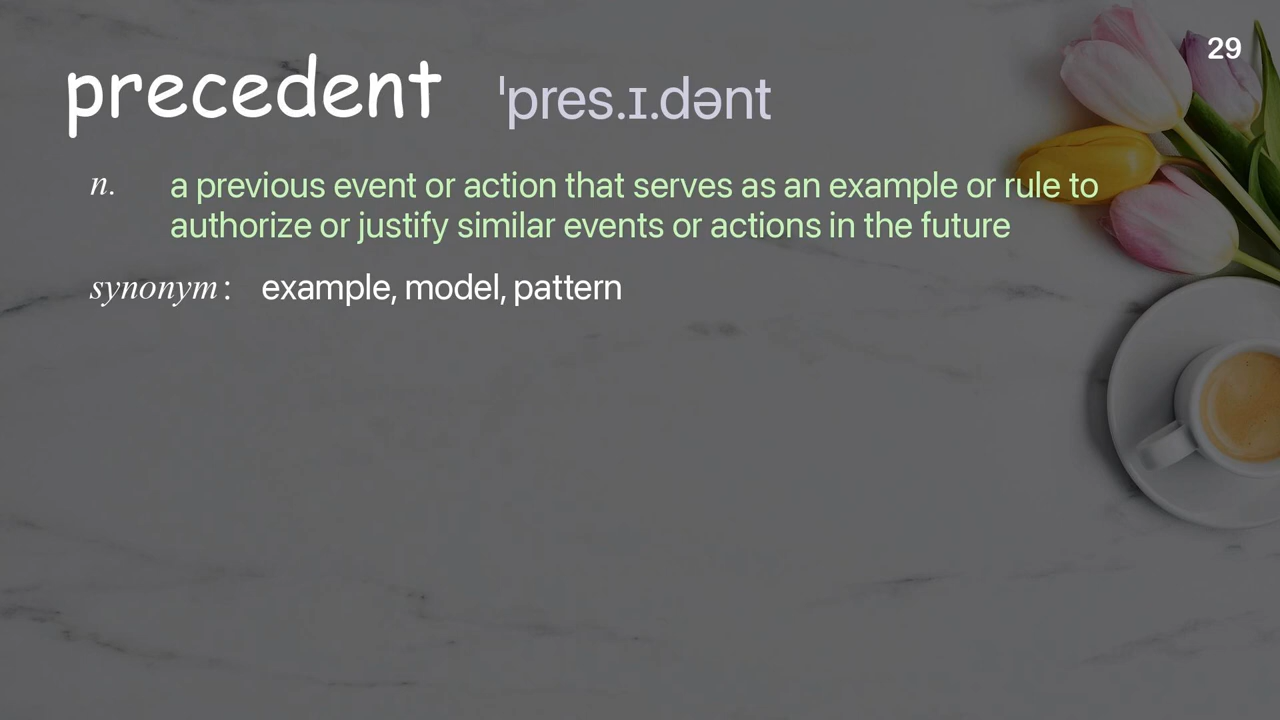 29
precedent ˈpres.ɪ.dənt
n. a previous event or action that serves as an example or rule to
authorize or justify similar events or actions in the future
synonym: example, model, pattern